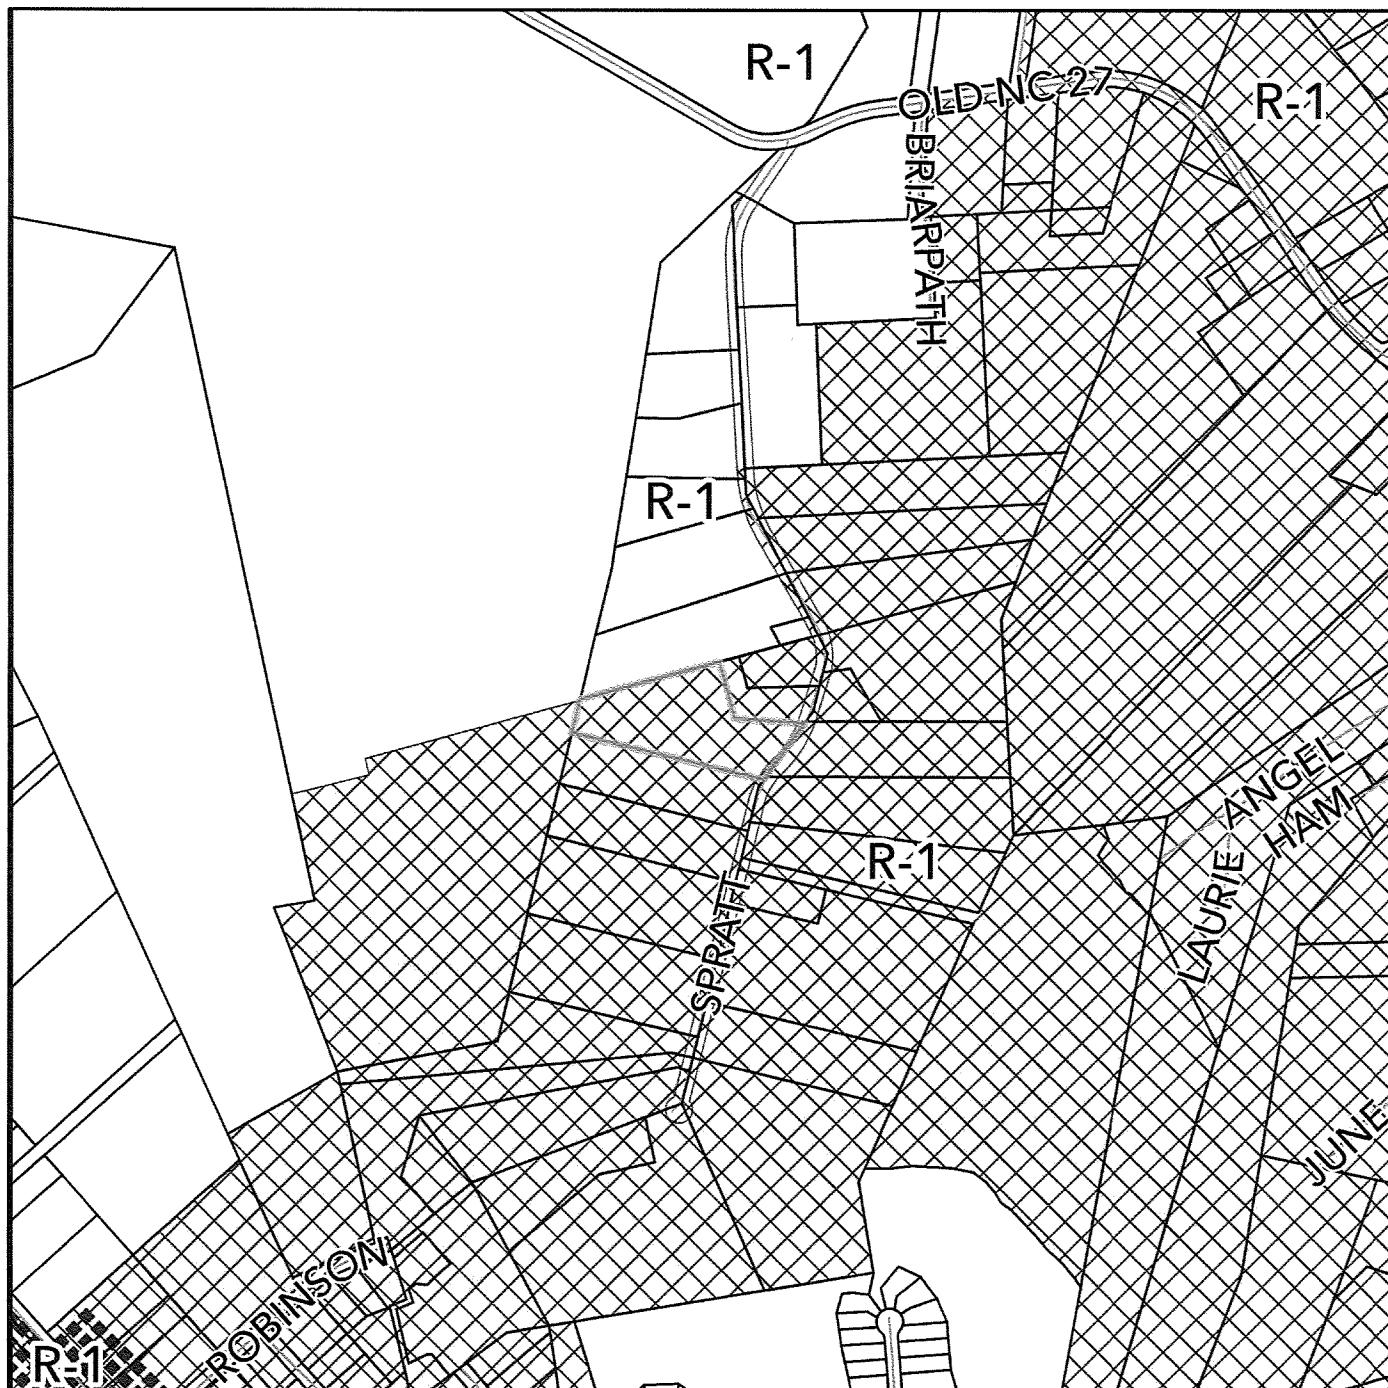 R-1
R-1
OLD NC 27
BRIARPATH
R-1
LAURIE ANGEL
HAM
R-1
SPRATT
JUNE
ROBINSON
R-1